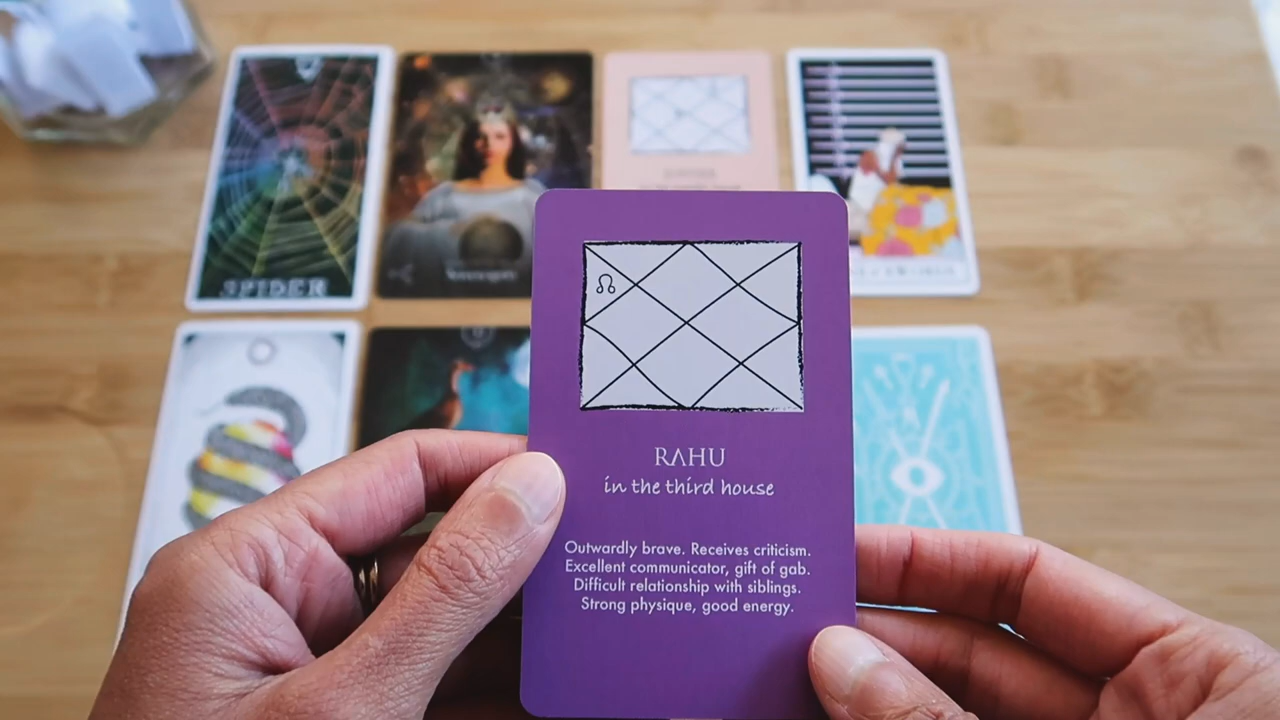 SPIDER
RAHU
in the third house
Outwardly brave. Receives criticism.
Excellent communicator, gift of gab.
Difficult relationship with siblings.
Strong physique, good energy.